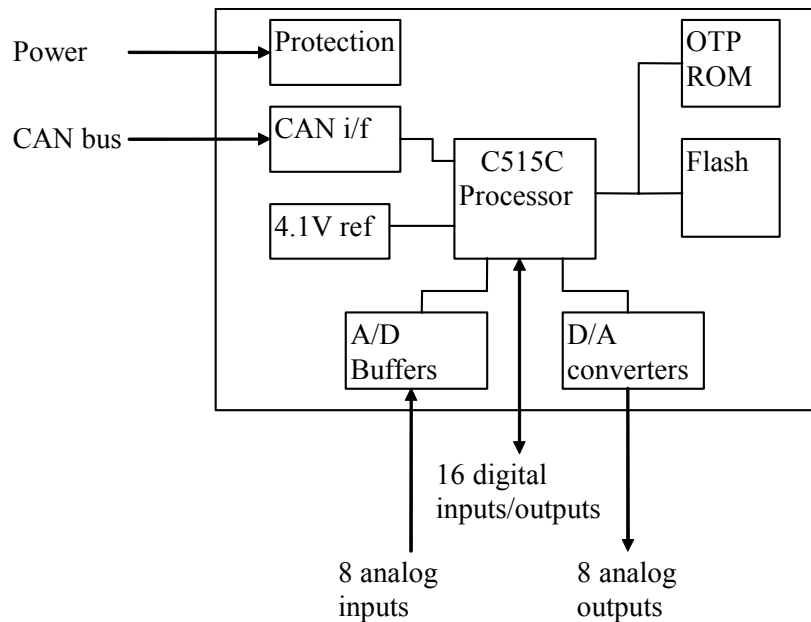 Power
Protection
OTP
ROM
CAN bus
CAN i/f
C515C
Processor
Flash
4.1V ref
A/D
Buffers
D/A
converters
16 digital
inputs/outputs
8 analog
inputs
8 analog
outputs